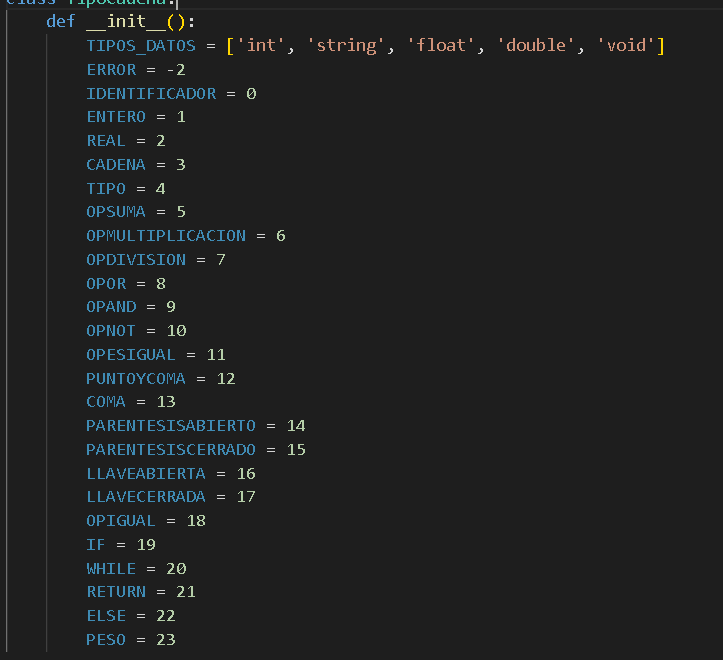 class TipoCadena:
def __init__():
TIPOS_DATOS = ['int', 'string', 'float', 'double', 'void']
ERROR = -2
IDENTIFICADOR = 0
ENTERO = 1
REAL = 2
CADENA = 3
TIPO = 4
OPSUMA = 5
OPMULTIPLICACION = 6
OPDIVISION = 7
OPOR = 8
OPAND = 9
OPNOT = 10
OPESIGUAL = 11
PUNTOYCOMA = 12
COMA = 13
PARENTESISABIERTO = 14
PARENTESISCERRADO = 15
LLAVEABIERTA = 16
LLAVECERRADA = 17
OPIGUAL = 18
IF = 19
WHILE = 20
RETURN = 21
ELSE = 22
PESO = 23